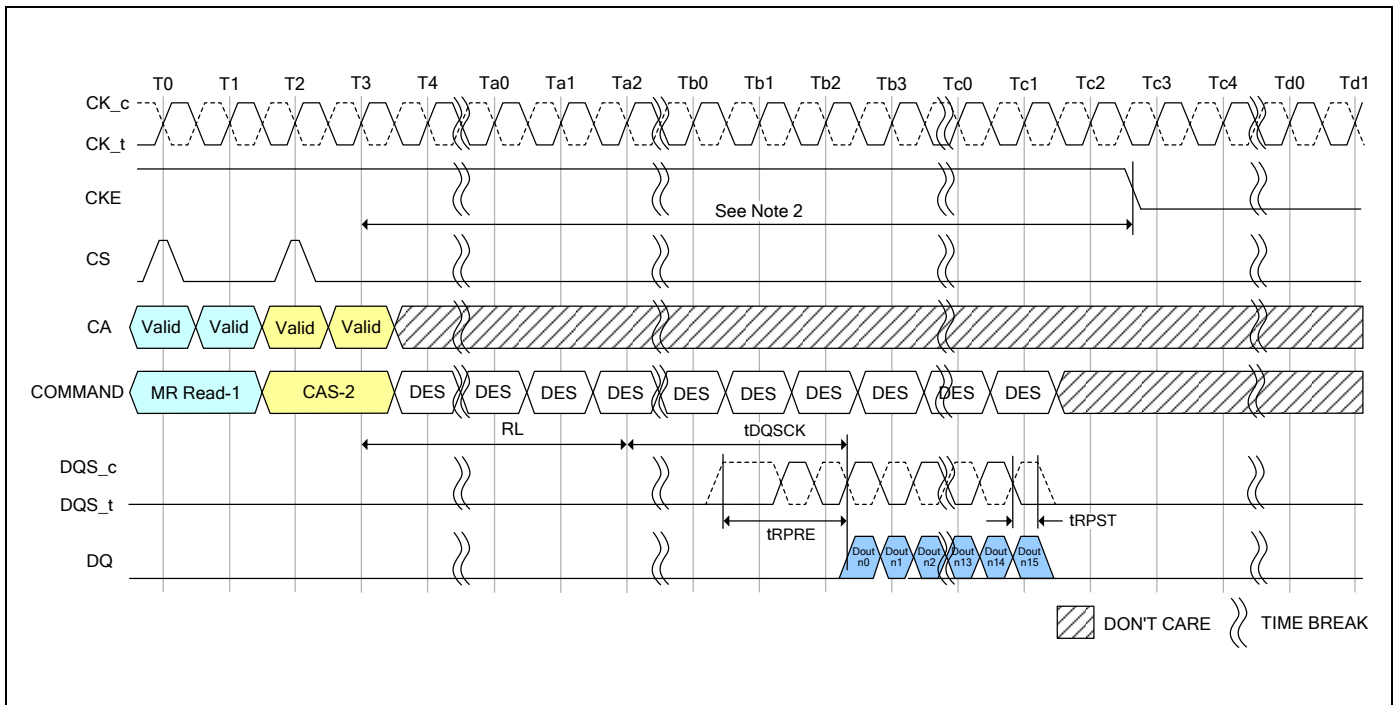 T0 T1 T2 T3 T4 Ta0 Ta1 Ta2 Tb0 Tb1 Tb2 Tb3 Tc0 Tc1 Tc2 Tc3 Tc4 Td0 Td1
CK_c
CK_t
CKE
See Note 2
CS
CA Valid Valid Valid Valid
COMMAND MR Read-1 CAS-2 DES DES DES DES DES DES DES DES DES DES
RL tDQSCK
DQS_c
DQS_t
tRPRE tRPST
DQ Dout n0 Dout n1 Dout n2 Dout n13 Dout n14 Dout n15
DON'T CARE TIME BREAK